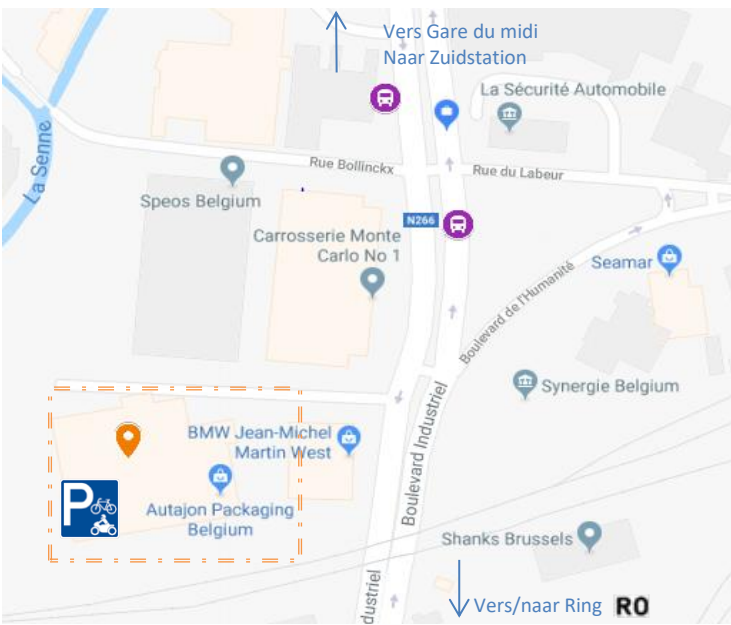 Vers Gare du midi
Naar Zuidstation
La Sécurité Automobile
La Senne
Rue Bollinckx
Rue du Labeur
Speos Belgium
N266
Carrosserie Monte
Carlo No 1
Seamar
Boulevard de l'Humanité
Synergie Belgium
BMW Jean-Michel
Martin West
Boulevard Industriel
P
Autajon Packaging
Belgium
Shanks Brussels
dustriel
Vers/naar Ring R0